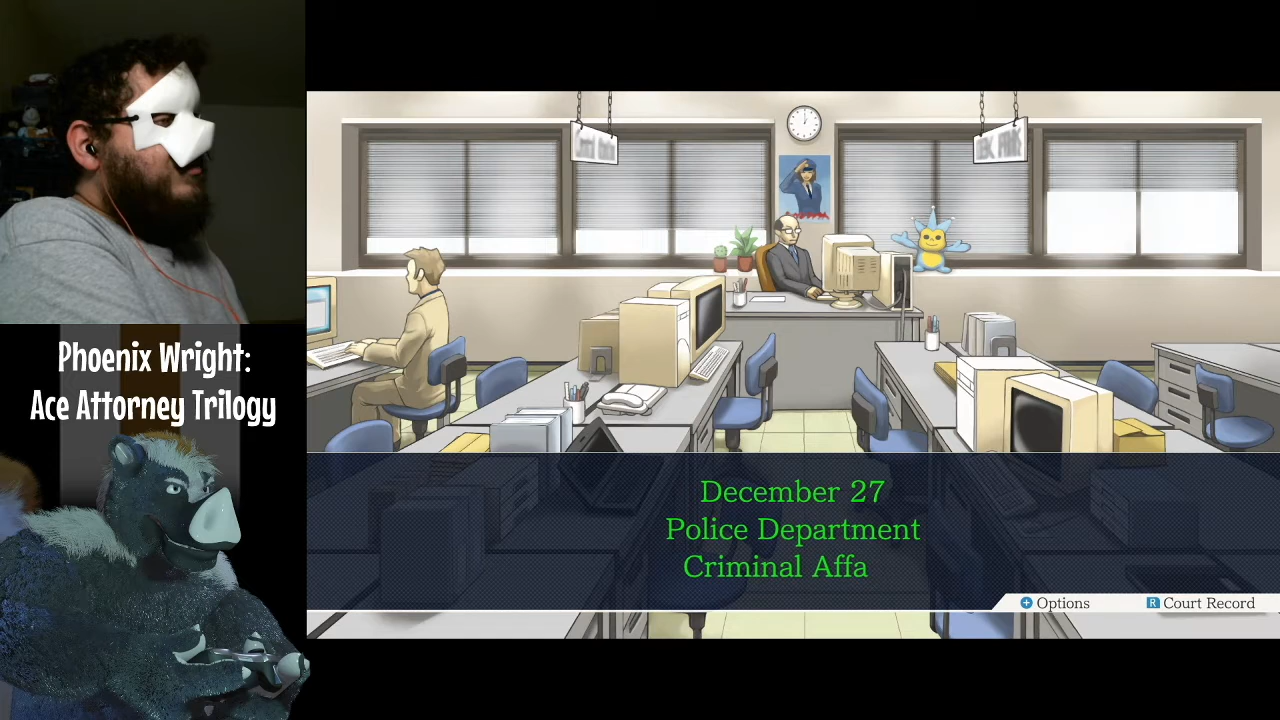 Phoenix Wright:
Ace Attorney Trilogy
December 27
Police Department
Criminal Affa
Options
R Court Record